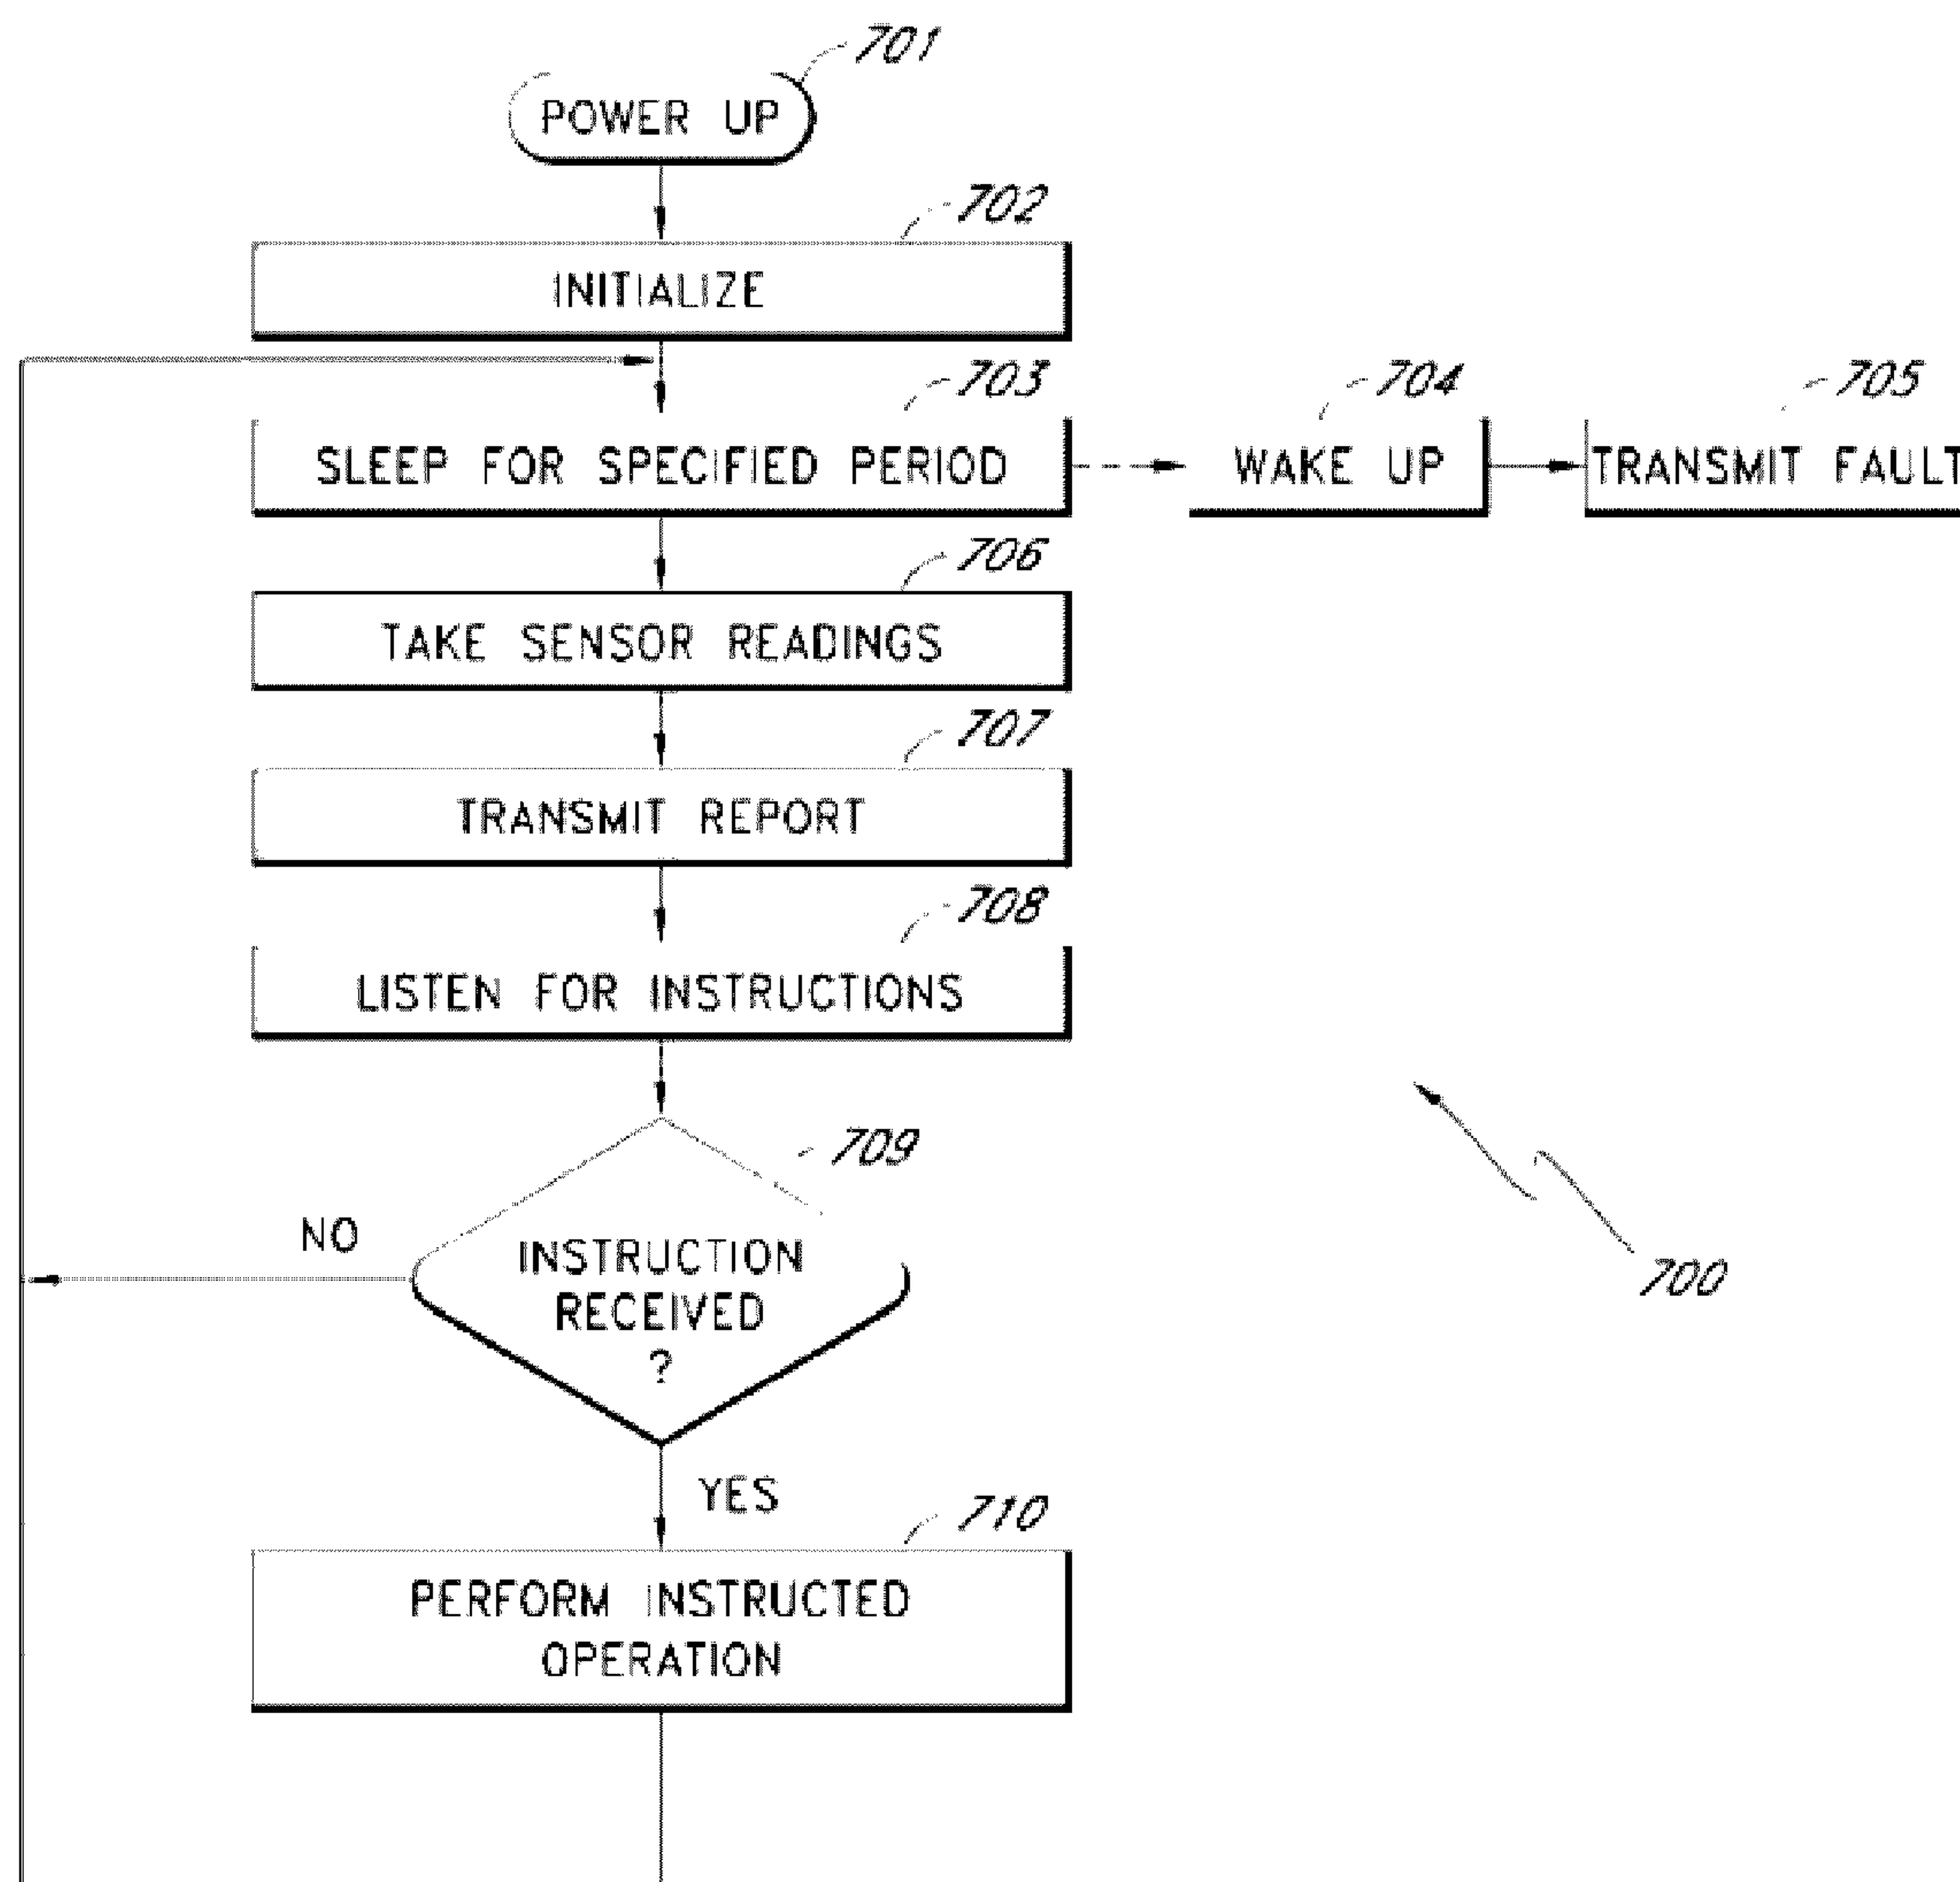 701
POWER UP
702
INITIALIZE
703
704
705
SLEEP FOR SPECIFIED PERIOD
WAKE UP
TRANSMIT FAULT
706
TAKE SENSOR READINGS
707
TRANSMIT REPORT
708
LISTEN FOR INSTRUCTIONS
709
NO
INSTRUCTION
RECEIVED
?
700
YES
710
PERFORM INSTRUCTED
OPERATION